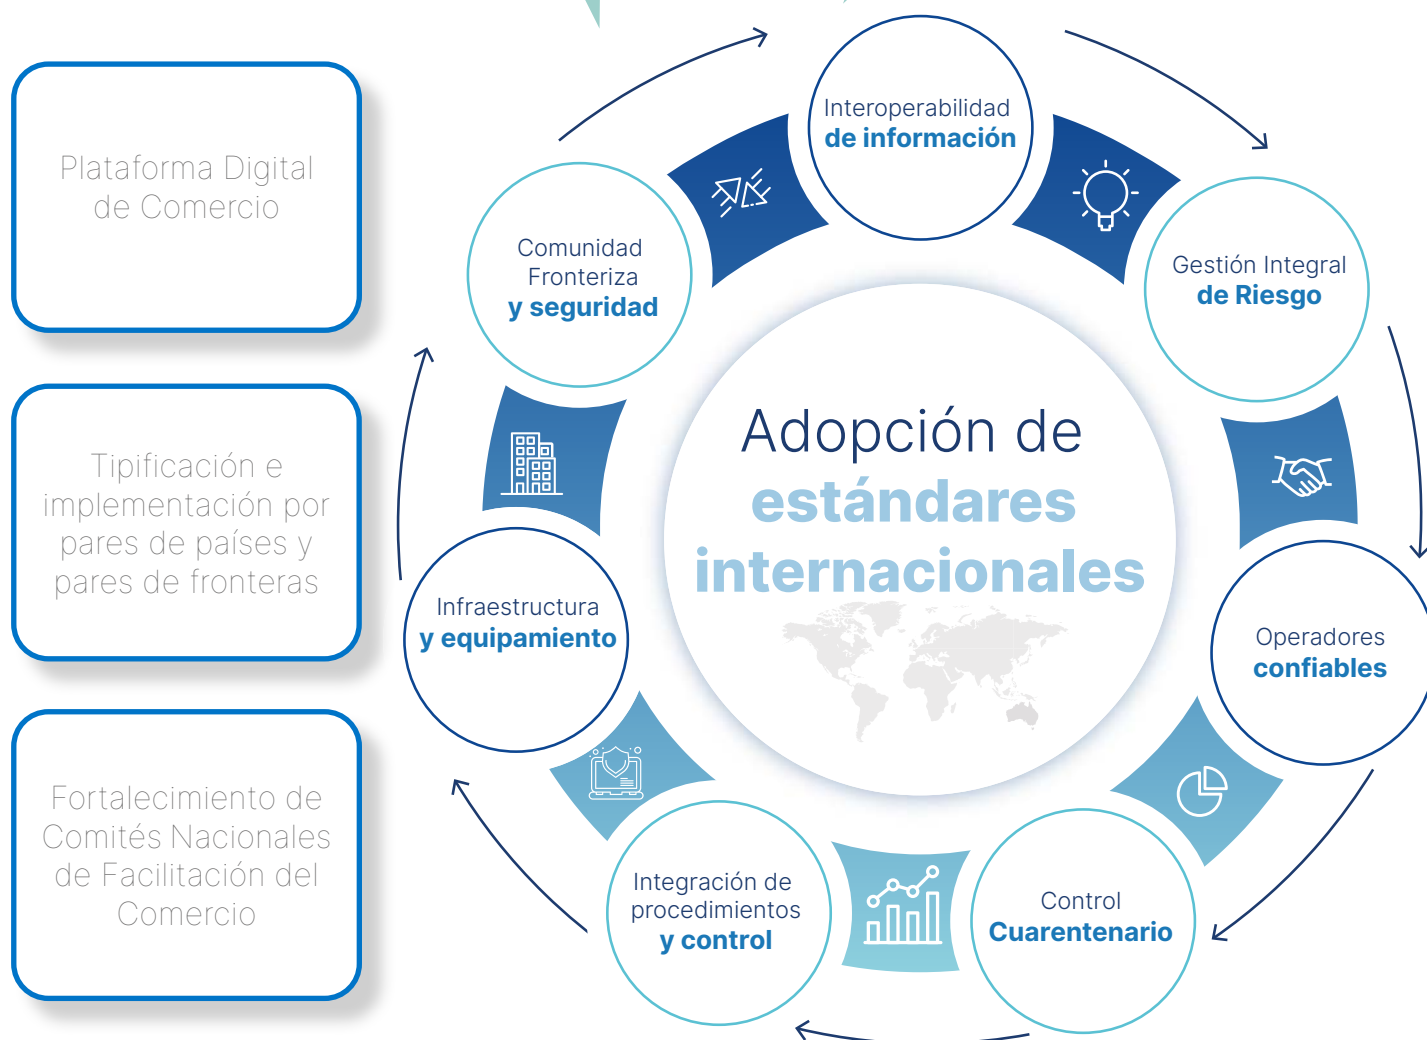 Plataforma Digital
de Comercio
Tipificación e
implementación por
pares de países y
pares de fronteras
Fortalecimiento de
Comités Nacionales
de Facilitación del
Comercio
Interoperabilidad
de información
Gestión Integral
de Riesgo
Operadores
confiables
Control
Cuarentenario
Integración de
procedimientos
y control
Infraestructura
y equipamiento
Comunidad
Fronteriza
y seguridad
Adopción de
estándares
internacionales